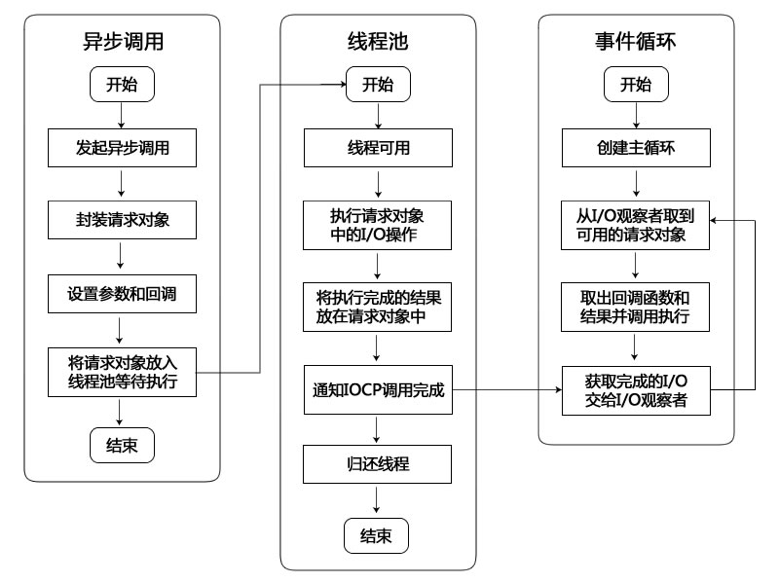 异步调用
开始
发起异步调用
封装请求对象
设置参数和回调
将请求对象放入
线程池等待执行
结束
线程池
开始
线程可用
执行请求对象
中的I/O操作
将执行完成的结果
放在请求对象中
通知IOCP调用完成
归还线程
结束
事件循环
开始
创建主循环
从I/O观察者取到
可用的请求对象
取出回调函数和
结果并调用执行
获取完成的I/O
交给I/O观察者